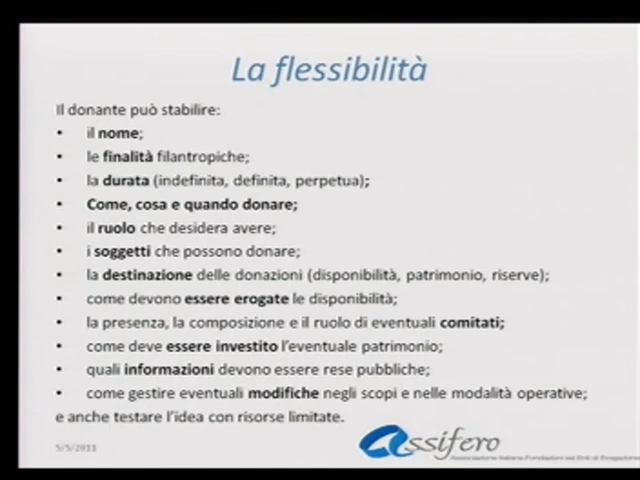 La flessibilità
Il donante può stabilire:
• il nome;
• le finalità filantropiche;
• la durata (indefinita, definita, perpetua);
• Come, cosa e quando donare;
• il ruolo che desidera avere;
• i soggetti che possono donare;
• la destinazione delle donazioni (disponibilità, patrimonio, riserve);
• come devono essere erogate le disponibilità;
• la presenza, la composizione e il ruolo di eventuali comitati;
• come deve essere investito l'eventuale patrimonio;
• quali informazioni devono essere rese pubbliche;
• come gestire eventuali modifiche negli scopi e nelle modalità operative;
e anche testare l'idea con risorse limitate.
5/5/2011
assifero
Associazione Italiana Fondazioni ed Enti di Erogazione